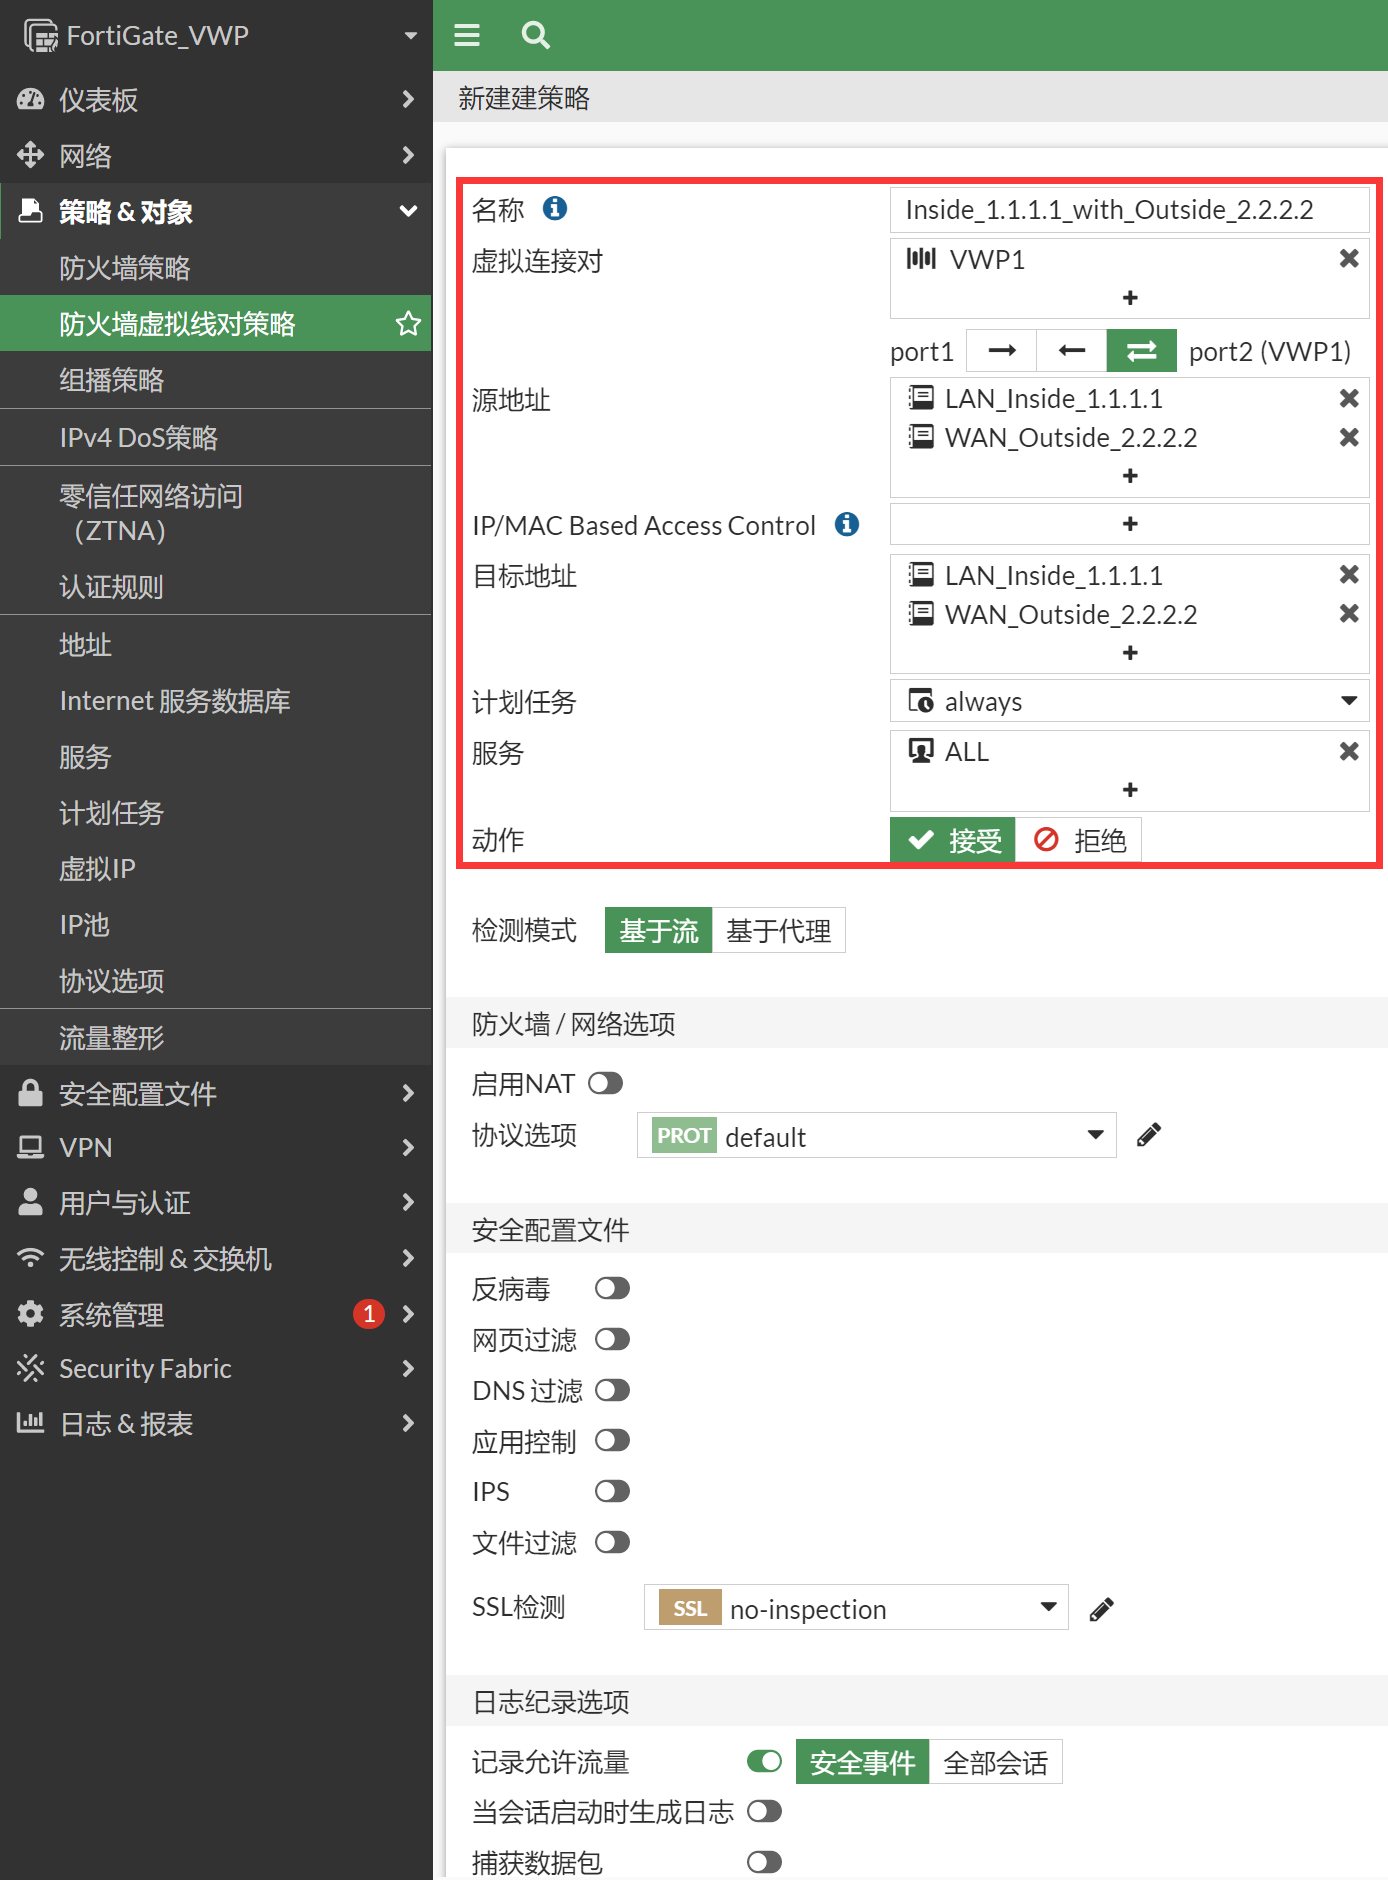 FortiGate_VWP
仪表板
网络
策略 & 对象
防火墙策略
防火墙虚拟线对策略
组播策略
IPv4 DoS策略
零信任网络访问
（ZTNA）
认证规则
地址
Internet 服务数据库
服务
计划任务
虚拟IP
IP池
协议选项
流量整形
安全配置文件
VPN
用户与认证
无线控制 & 交换机
系统管理 1
Security Fabric
日志 & 报表
新建建策略
名称 Inside_1.1.1.1_with_Outside_2.2.2.2
虚拟连接对 VWP1
port1 port2 (VWP1)
源地址 LAN_Inside_1.1.1.1
WAN_Outside_2.2.2.2
IP/MAC Based Access Control
目标地址 LAN_Inside_1.1.1.1
WAN_Outside_2.2.2.2
计划任务 always
服务 ALL
动作 接受 拒绝
检测模式 基于流 基于代理
防火墙 / 网络选项
启用NAT
协议选项 PROT default
安全配置文件
反病毒
网页过滤
DNS 过滤
应用控制
IPS
文件过滤
SSL检测 SSL no-inspection
日志纪录选项
记录允许流量 安全事件 全部会话
当会话启动时生成日志
捕获数据包